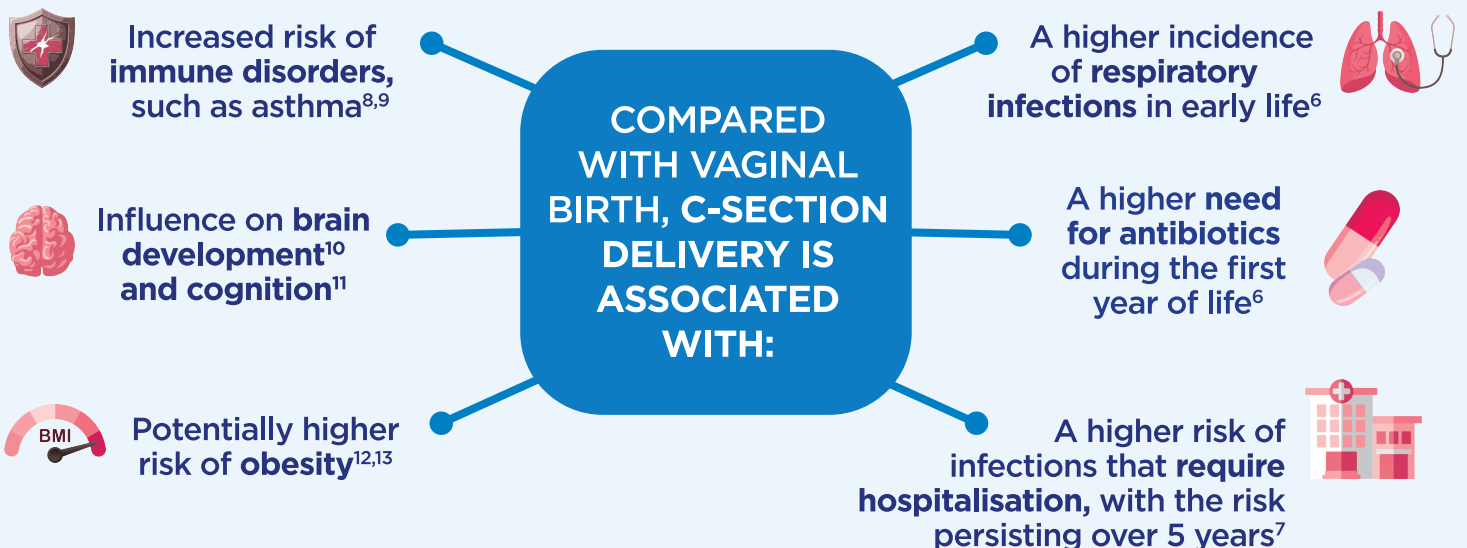 COMPARED
WITH VAGINAL
BIRTH, C-SECTION
DELIVERY IS
ASSOCIATED
WITH:
Increased risk of
immune disorders,
such as asthma⁸,⁹
Influence on brain
development¹⁰
and cognition¹¹
BMI
Potentially higher
risk of obesity¹²,¹³
A higher incidence
of respiratory
infections in early life⁶
A higher need
for antibiotics
during the first
year of life⁶
A higher risk of
infections that require
hospitalisation, with the risk
persisting over 5 years⁷